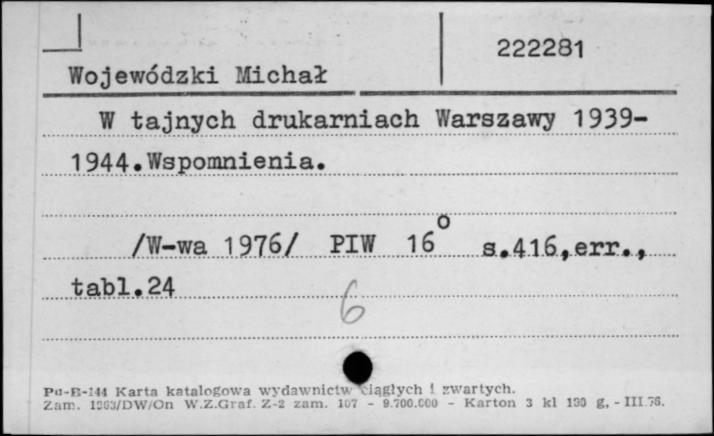 222281
Wojewódzki Michał
W tajnych drukarniach Warszawy 1939-
1944.Wspomnienia.
/W-wa 1976/ PIW 16° s.416,err.,
tabl.24
6
Pu-B-144 Karta katalogowa wydawnictw ciągłych i zwartych.
Zam. 1263/DW/On W.Z.Graf. Z-2 zam. 107 - 9.700.000 - Karton 3 kl 190 g. - III.76.